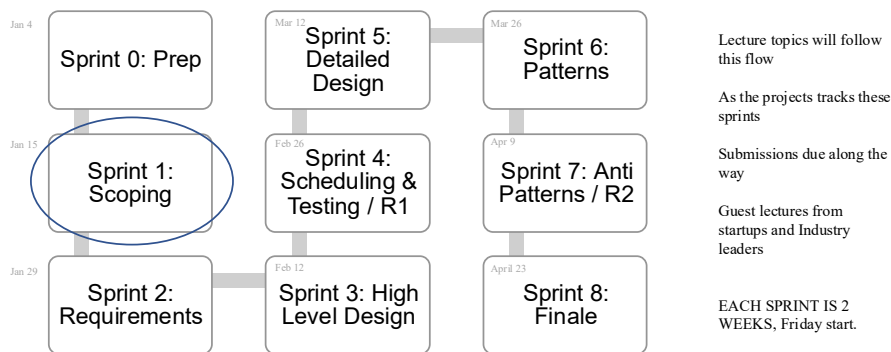 Jan 4
Sprint 0: Prep
Jan 15
Sprint 1:
Scoping
Jan 29
Sprint 2:
Requirements
Feb 12
Sprint 3: High
Level Design
Feb 26
Sprint 4:
Scheduling &
Testing / R1
Mar 12
Sprint 5:
Detailed
Design
Mar 26
Sprint 6:
Patterns
Apr 9
Sprint 7: Anti
Patterns / R2
April 23
Sprint 8:
Finale
Lecture topics will follow
this flow
As the projects tracks these
sprints
Submissions due along the
way
Guest lectures from
startups and Industry
leaders
EACH SPRINT IS 2
WEEKS, Friday start.